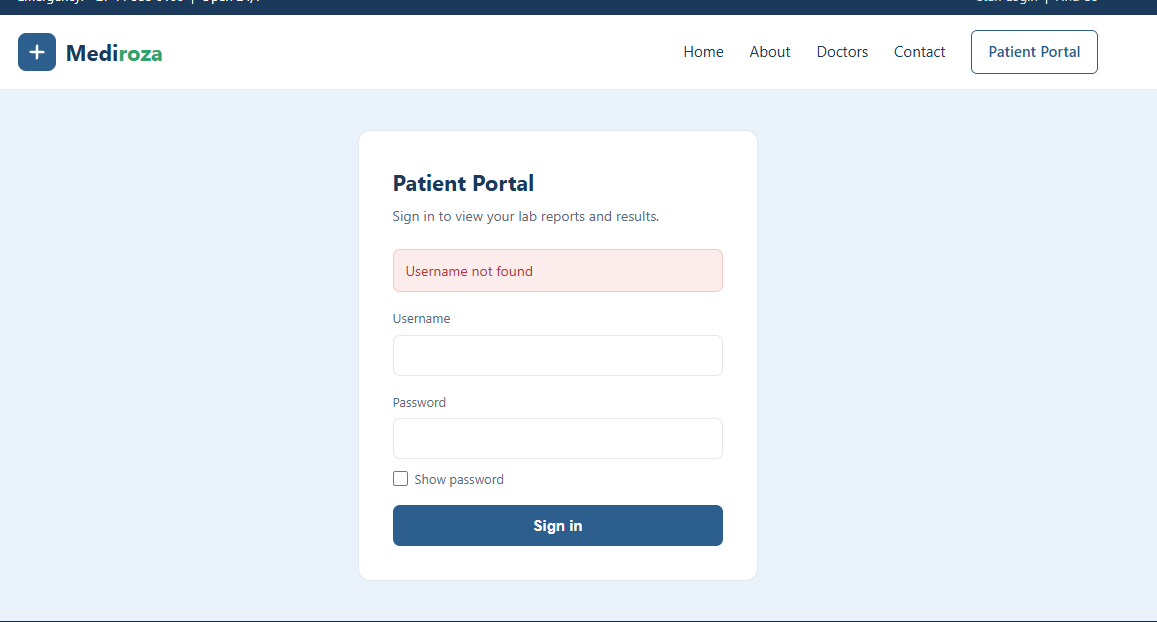 Mediroza
Home About Doctors Contact Patient Portal
Patient Portal
Sign in to view your lab reports and results.
Username not found
Username
Password
Show password
Sign in